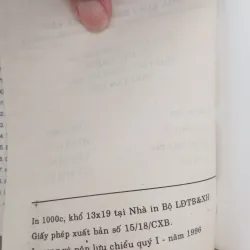 In 1000c, khổ 13x19 tại Nhà in Bộ LĐTB&XH
Giấy phép xuất bản số 15/18/CXB.
lưu chiểu quý I - năm 1996